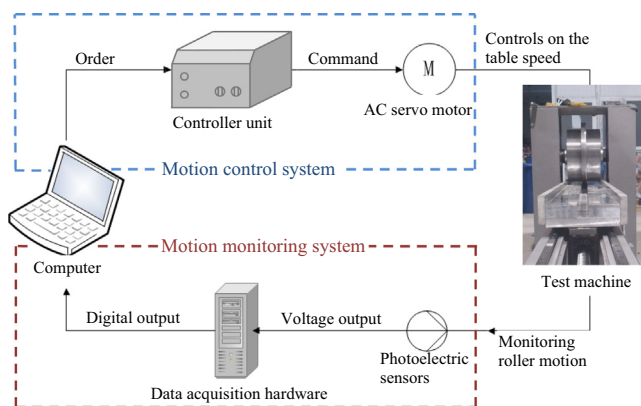 Order
Command
Controls on the
table speed
M
Controller unit
AC servo motor
Motion control system
Motion monitoring system
Computer
Test machine
Digital output
Voltage output
Monitoring
roller motion
Photoelectric
sensors
Data acquisition hardware